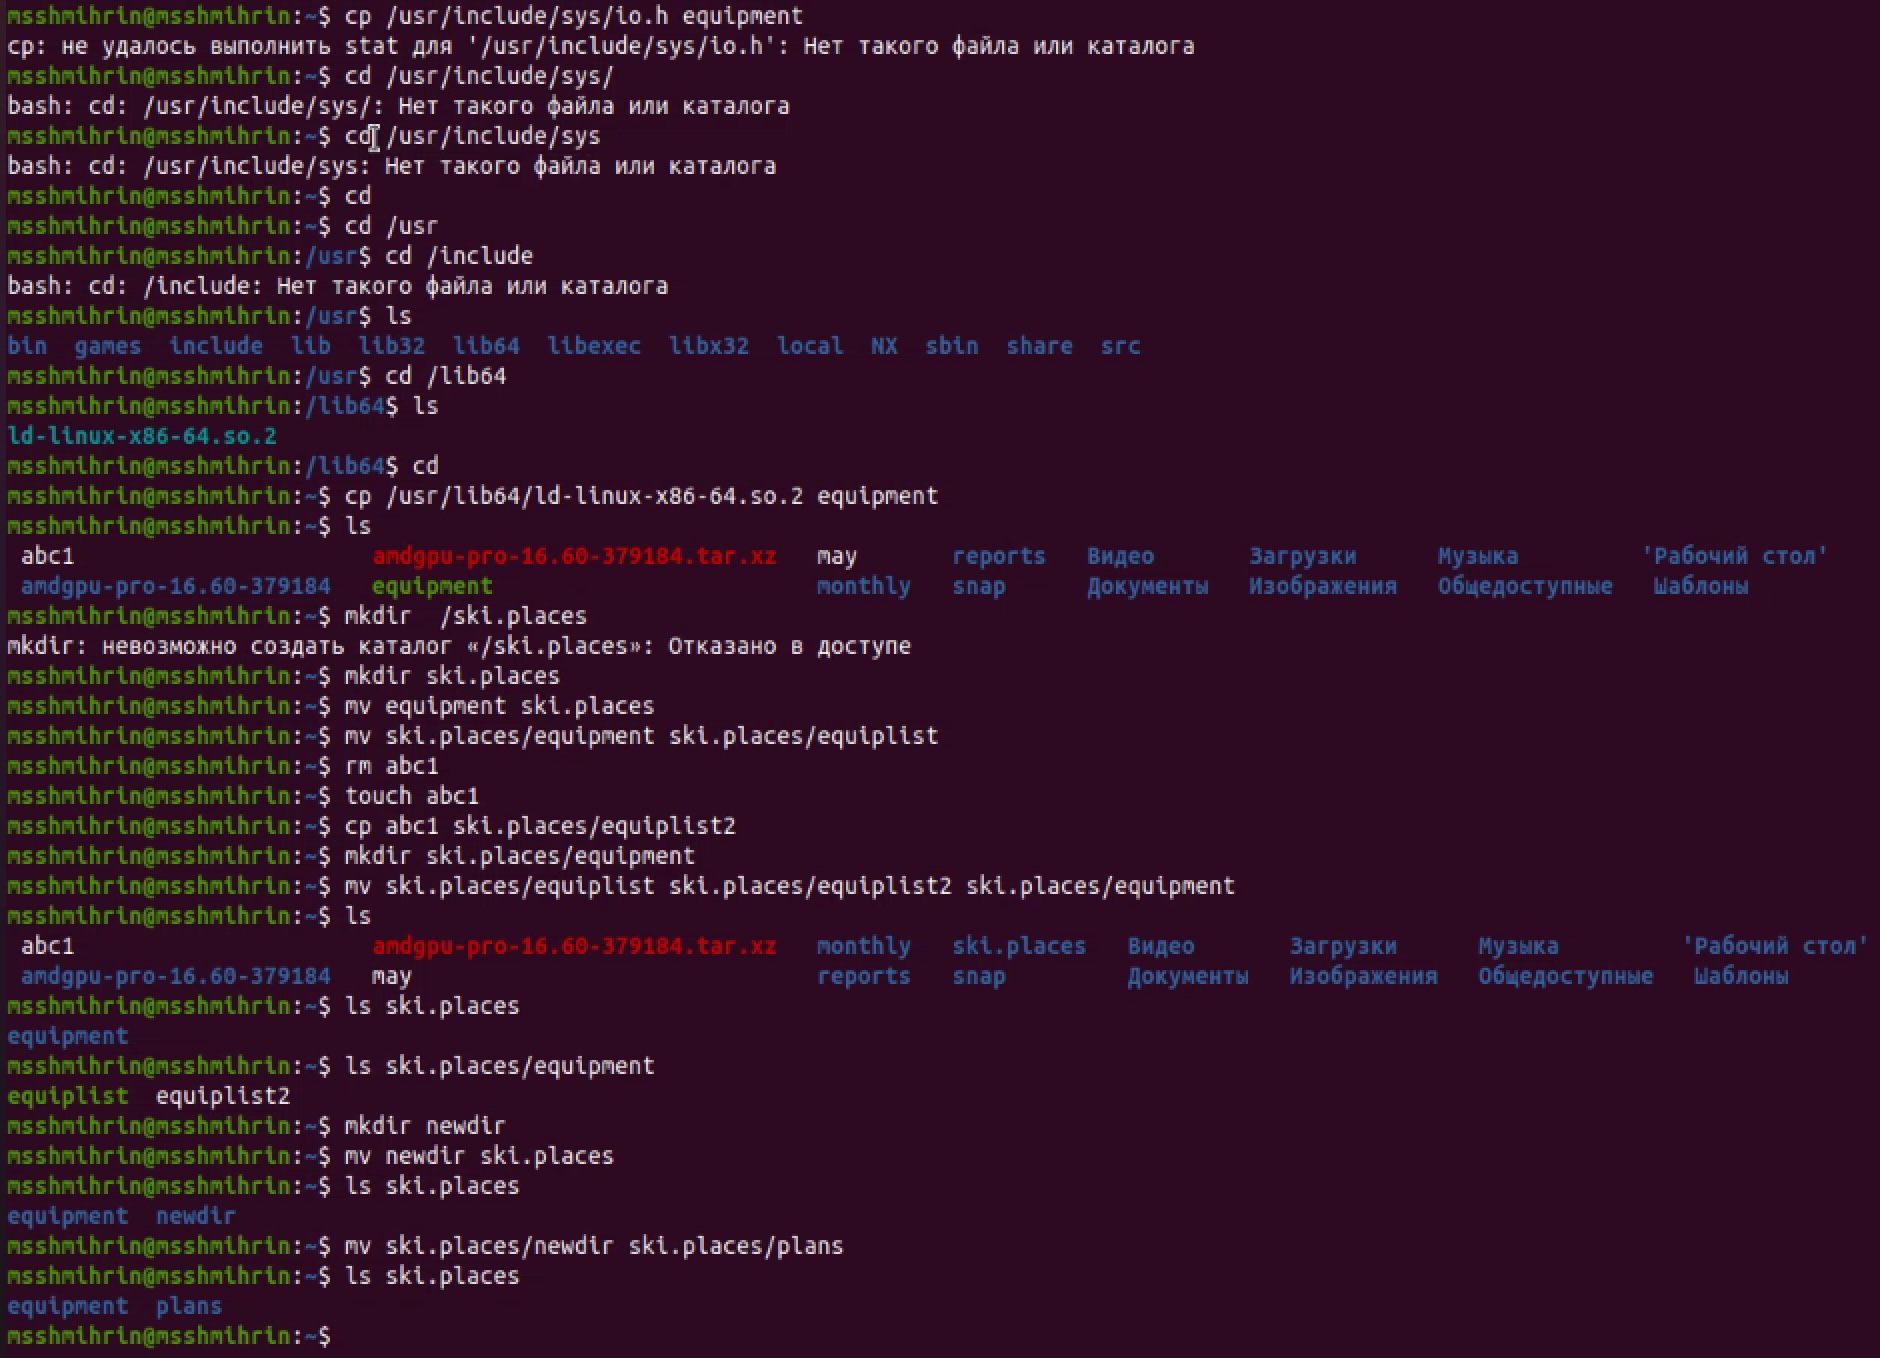 msshmihrin@msshmihrin:~$ cp /usr/include/sys/io.h equipment
cp: не удалось выполнить stat для '/usr/include/sys/io.h': Нет такого файла или каталога
msshmihrin@msshmihrin:~$ cd /usr/include/sys/
bash: cd: /usr/include/sys/: Нет такого файла или каталога
msshmihrin@msshmihrin:~$ cd /usr/include/sys
bash: cd: /usr/include/sys: Нет такого файла или каталога
msshmihrin@msshmihrin:~$ cd
msshmihrin@msshmihrin:~$ cd /usr
msshmihrin@msshmihrin:/usr$ cd /include
bash: cd: /include: Нет такого файла или каталога
msshmihrin@msshmihrin:/usr$ ls
bin  games  include  lib  lib32  lib64  libexec  libx32  local  NX  sbin  share  src
msshmihrin@msshmihrin:/usr$ cd /lib64
msshmihrin@msshmihrin:/lib64$ ls
ld-linux-x86-64.so.2
msshmihrin@msshmihrin:/lib64$ cd
msshmihrin@msshmihrin:~$ cp /usr/lib64/ld-linux-x86-64.so.2 equipment
msshmihrin@msshmihrin:~$ ls
abc1  amdgpu-pro-16.60-379184.tar.xz  may  reports  Видео  Загрузки  Музыка  'Рабочий стол'
amdgpu-pro-16.60-379184  equipment  monthly  snap  Документы  Изображения  Общедоступные  Шаблоны
msshmihrin@msshmihrin:~$ mkdir  /ski.places
mkdir: невозможно создать каталог «/ski.places»: Отказано в доступе
msshmihrin@msshmihrin:~$ mkdir ski.places
msshmihrin@msshmihrin:~$ mv equipment ski.places
msshmihrin@msshmihrin:~$ mv ski.places/equipment ski.places/equiplist
msshmihrin@msshmihrin:~$ rm abc1
msshmihrin@msshmihrin:~$ touch abc1
msshmihrin@msshmihrin:~$ cp abc1 ski.places/equiplist2
msshmihrin@msshmihrin:~$ mkdir ski.places/equipment
msshmihrin@msshmihrin:~$ mv ski.places/equiplist ski.places/equiplist2 ski.places/equipment
msshmihrin@msshmihrin:~$ ls
abc1  amdgpu-pro-16.60-379184.tar.xz  monthly  ski.places  Видео  Загрузки  Музыка  'Рабочий стол'
amdgpu-pro-16.60-379184  may  reports  snap  Документы  Изображения  Общедоступные  Шаблоны
msshmihrin@msshmihrin:~$ ls ski.places
equipment
msshmihrin@msshmihrin:~$ ls ski.places/equipment
equiplist  equiplist2
msshmihrin@msshmihrin:~$ mkdir newdir
msshmihrin@msshmihrin:~$ mv newdir ski.places
msshmihrin@msshmihrin:~$ ls ski.places
equipment  newdir
msshmihrin@msshmihrin:~$ mv ski.places/newdir ski.places/plans
msshmihrin@msshmihrin:~$ ls ski.places
equipment  plans
msshmihrin@msshmihrin:~$